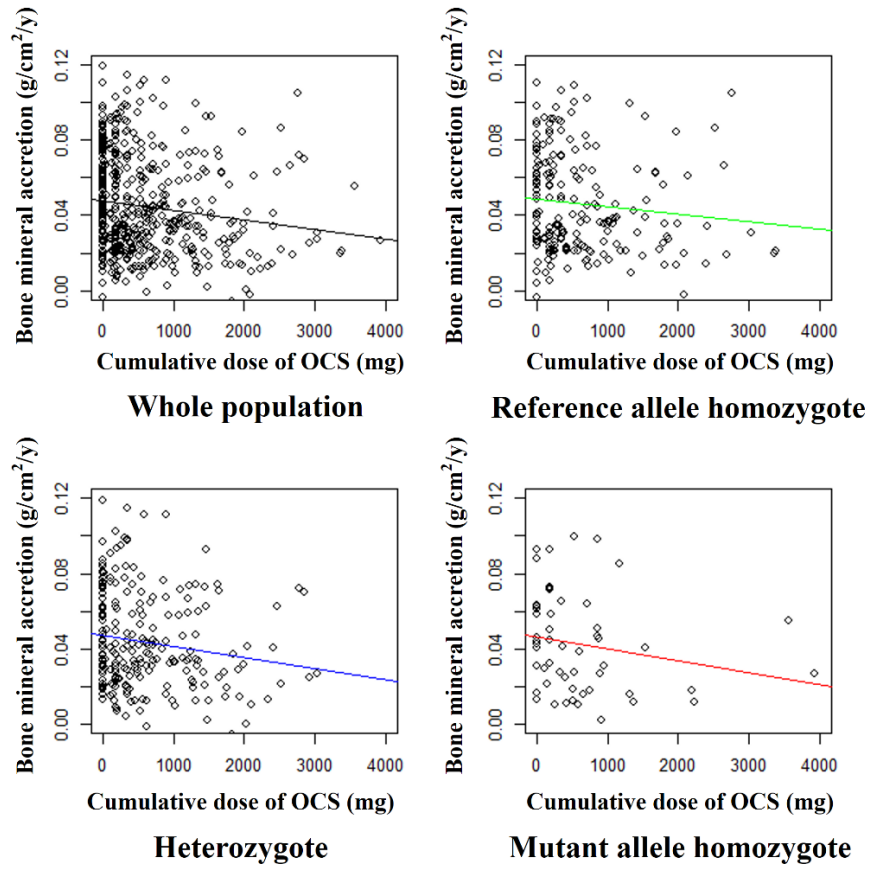 Bone mineral accretion (g/cm²/y)
0.12
0.08
0.04
0.00
0 1000 2000 3000 4000
Cumulative dose of OCS (mg)
Whole population
Bone mineral accretion (g/cm²/y)
0.12
0.08
0.04
0.00
0 1000 2000 3000 4000
Cumulative dose of OCS (mg)
Reference allele homozygote
Bone mineral accretion (g/cm²/y)
0.12
0.08
0.04
0.00
0 1000 2000 3000 4000
Cumulative dose of OCS (mg)
Heterozygote
Bone mineral accretion (g/cm²/y)
0.12
0.08
0.04
0.00
0 1000 2000 3000 4000
Cumulative dose of OCS (mg)
Mutant allele homozygote